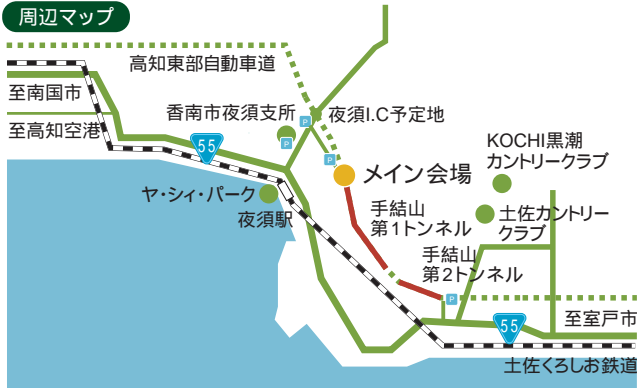 周辺マップ
高知東部自動車道
至南国市
香南市夜須支所
夜須I.C予定地
至高知空港
P
P
P
55
KOCHI黒潮
カントリークラブ
メイン会場
ヤ・シィ・パーク
夜須駅
手結山
第1トンネル
土佐カントリー
クラブ
手結山
第2トンネル
P
55
至室戸市
土佐くろしお鉄道